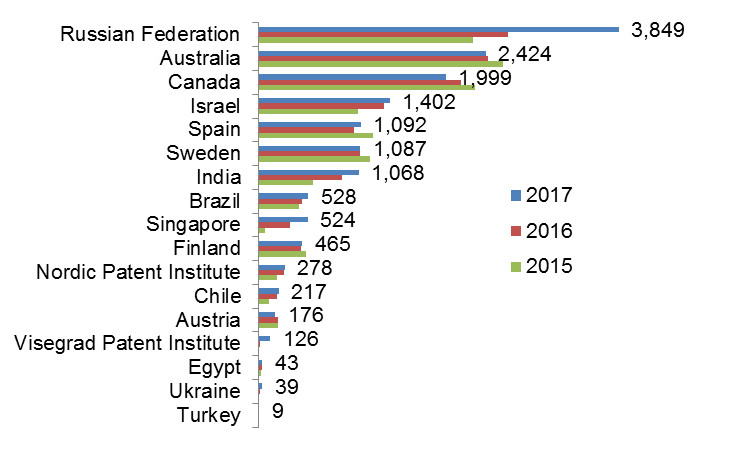 Russian Federation 3,849
Australia 2,424
Canada 1,999
Israel 1,402
Spain 1,092
Sweden 1,087
India 1,068
Brazil 528
Singapore 524
Finland 465
Nordic Patent Institute 278
Chile 217
Austria 176
Visegrad Patent Institute 126
Egypt 43
Ukraine 39
Turkey 9
2017
2016
2015